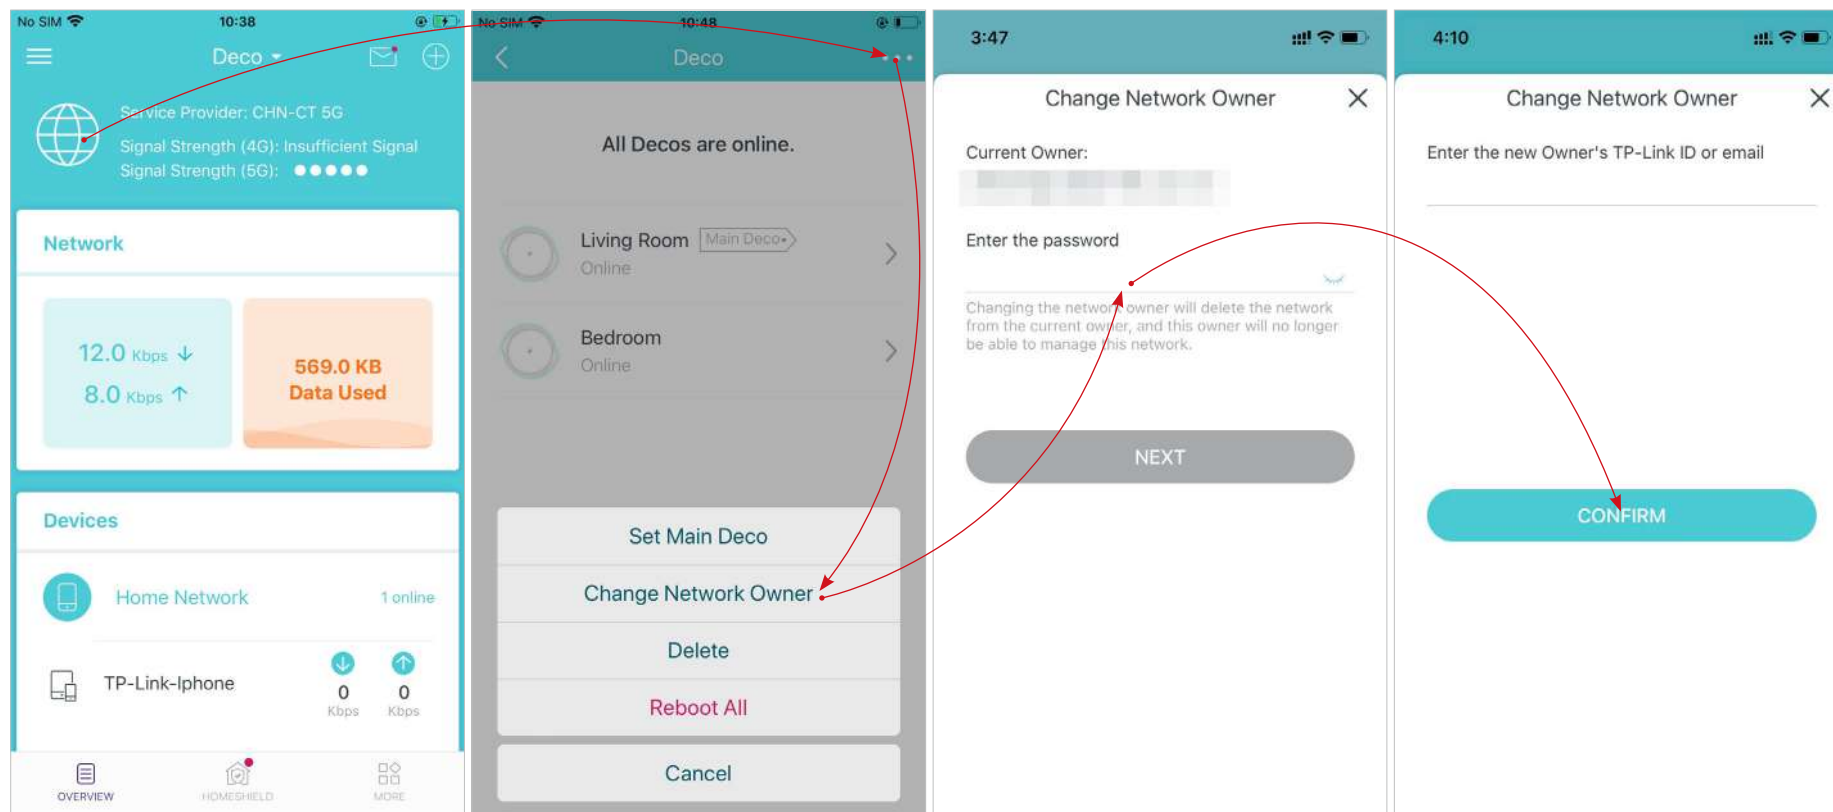 No SIM
10:38
Deco
Service Provider: CHN-CT 5G
Signal Strength (4G): Insufficient Signal
Signal Strength (5G):
Network
12.0 Kbps ↓
8.0 Kbps ↑
569.0 KB
Data Used
Devices
Home Network
1 online
TP-Link-Iphone
0
Kbps
0
Kbps
OVERVIEW
HOMESHIELD
MORE
No SIM
10:48
Deco
All Decos are online.
Living Room
Main Deco
Online
Bedroom
Online
Set Main Deco
Change Network Owner
Delete
Reboot All
Cancel
3:47
Change Network Owner
Current Owner:
Enter the password
Changing the network owner will delete the network
from the current owner, and this owner will no longer
be able to manage this network.
NEXT
4:10
Change Network Owner
Enter the new Owner's TP-Link ID or email
CONFIRM